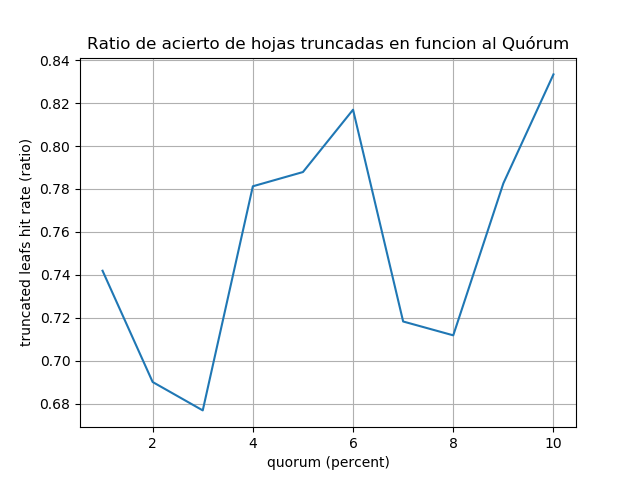 Ratio de acierto de hojas truncadas en funcion al Quórum
0.84
0.82
0.80
0.78
0.76
0.74
0.72
0.70
0.68
truncated leafs hit rate (ratio)
2 4 6 8 10
quorum (percent)